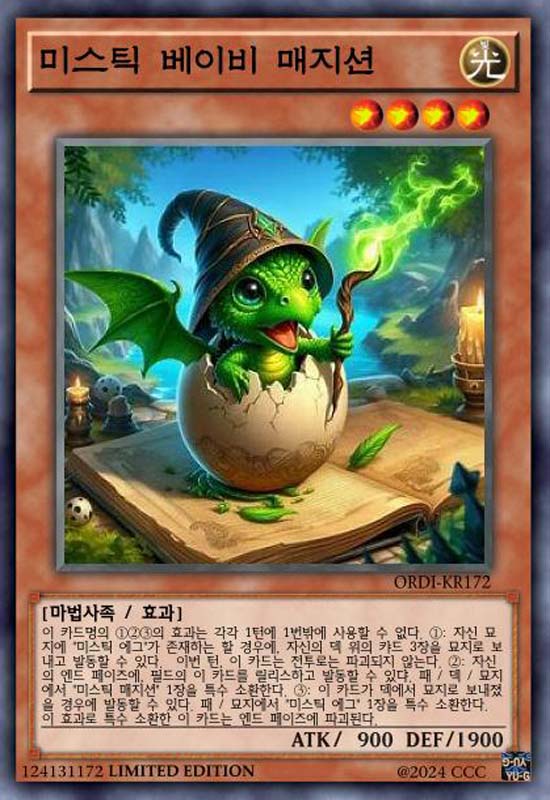 미스틱 베이비 매지션
光
ORDI-KR172
[마법사족 / 효과]
이 카드명의 ①②③의 효과는 각각 1턴에 1번밖에 사용할 수 없다. ①: 자신 묘
지에 "미스틱 에그"가 존재하는 할 경우에, 자신의 덱 위의 카드 3장을 묘지로 보
내고 발동할 수 있다. 이번 턴, 이 카드는 전투로는 파괴되지 않는다. ②: 자신
의 엔드 페이즈에, 필드의 이 카드를 릴리스하고 발동할 수 있다. 패 / 덱 / 묘지
에서 "미스틱 매지션" 1장을 특수 소환한다. ③: 이 카드가 덱에서 묘지로 보내졌
을 경우에 발동할 수 있다. 패 / 묘지에서 "미스틱 에그" 1장을 특수 소환한다.
이 효과로 특수 소환한 이 카드는 엔드 페이즈에 파괴된다.
ATK/ 900 DEF/1900
124131172 LIMITED EDITION
@2024 CCC